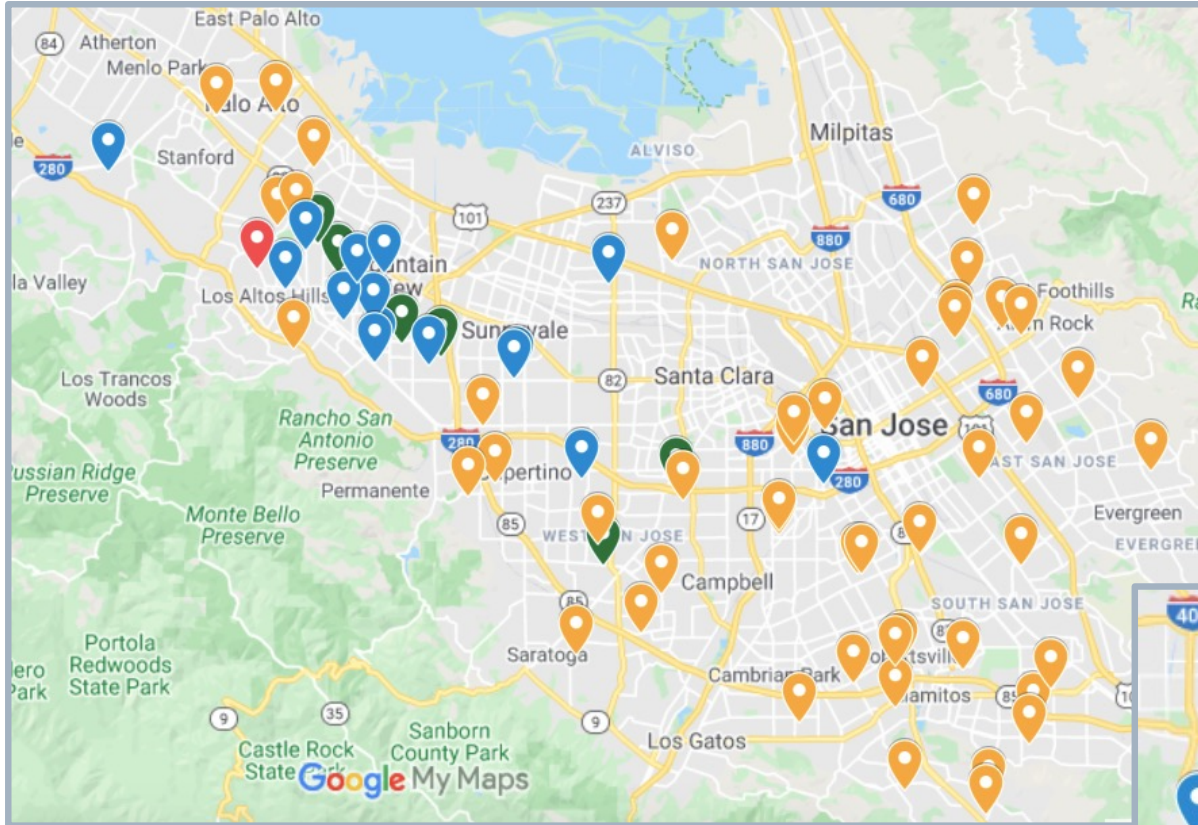 East Palo Alto
84
Atherton
Menlo Park
Palo Alto
Milpitas
Stanford
ALVISO
280
237
680
101
880
NORTH SAN JOSE
Foothills
Los Altos Hills
Sunnyvale
Alum Rock
Los Trancos
Woods
82
Santa Clara
680
Rancho San
Antonio
Preserve
280
880
San Jose
101
EAST SAN JOSE
Russian Ridge
Preserve
Permanente
Cupertino
280
Monte Bello
Preserve
85
17
Evergreen
WEST SAN JOSE
EVERGREEN
Campbell
85
SOUTH SAN JOSE
Portola
Redwoods
State Park
Saratoga
Cambrian Park
85
9
35
9
Sanborn
County Park
Los Gatos
Castle Rock
State Park
Google My Maps